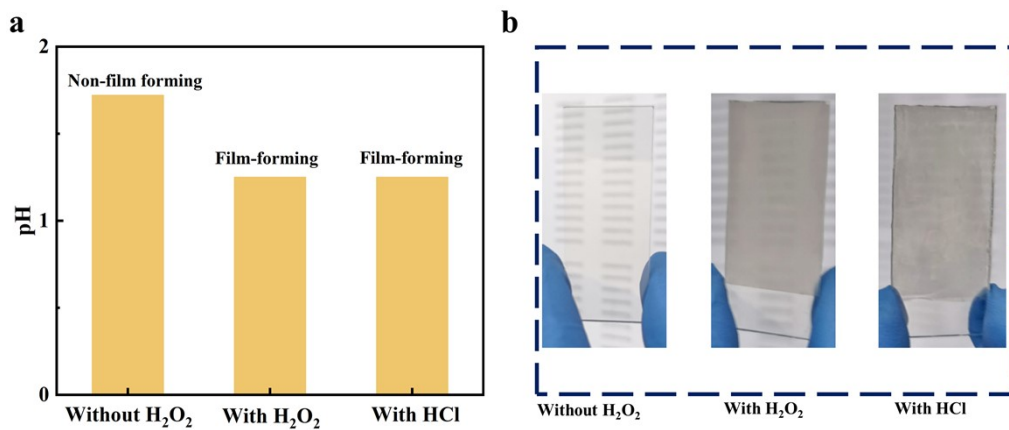 a
b
2
Non-film forming
Film-forming
Film-forming
pH
1
0
Without H₂O₂
With H₂O₂
With HCl
Without H₂O₂
With H₂O₂
With HCl